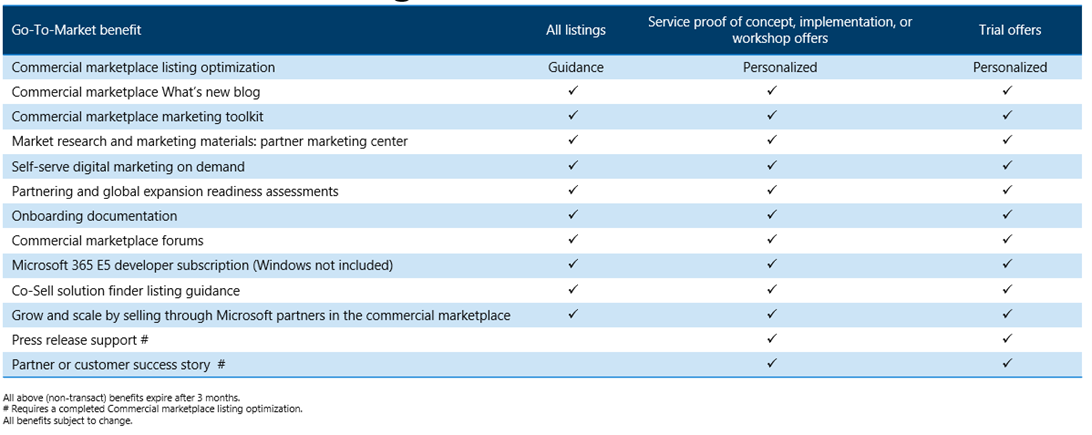 Go-To-Market benefit All listings Service proof of concept, implementation, or workshop offers Trial offers
Commercial marketplace listing optimization Guidance Personalized Personalized
Commercial marketplace What's new blog ✓ ✓ ✓
Commercial marketplace marketing toolkit ✓ ✓ ✓
Market research and marketing materials: partner marketing center ✓ ✓ ✓
Self-serve digital marketing on demand ✓ ✓ ✓
Partnering and global expansion readiness assessments ✓ ✓ ✓
Onboarding documentation ✓ ✓ ✓
Commercial marketplace forums ✓ ✓ ✓
Microsoft 365 E5 developer subscription (Windows not included) ✓ ✓ ✓
Co-Sell solution finder listing guidance ✓ ✓ ✓
Grow and scale by selling through Microsoft partners in the commercial marketplace ✓ ✓ ✓
Press release support # ✓ ✓
Partner or customer success story # ✓ ✓
All above (non-transact) benefits expire after 3 months.
# Requires a completed Commercial marketplace listing optimization.
All benefits subject to change.